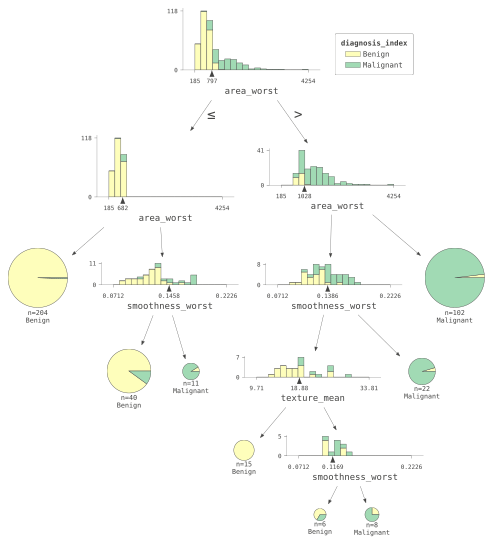 118
0
185 797 4254
area_worst
diagnosis_index
Benign
Malignant
≤ >
118
0
185 682 4254
area_worst
41
0
185 1028 4254
area_worst
n=204
Benign
11
0
0.0712 0.1458 0.2226
smoothness_worst
8
0
0.0712 0.1386 0.2226
smoothness_worst
n=102
Malignant
n=40
Benign
n=11
Malignant
7
0
9.71 18.88 33.81
texture_mean
n=22
Malignant
n=15
Benign
5
0
0.0712 0.1169 0.2226
smoothness_worst
n=6
Benign
n=8
Malignant